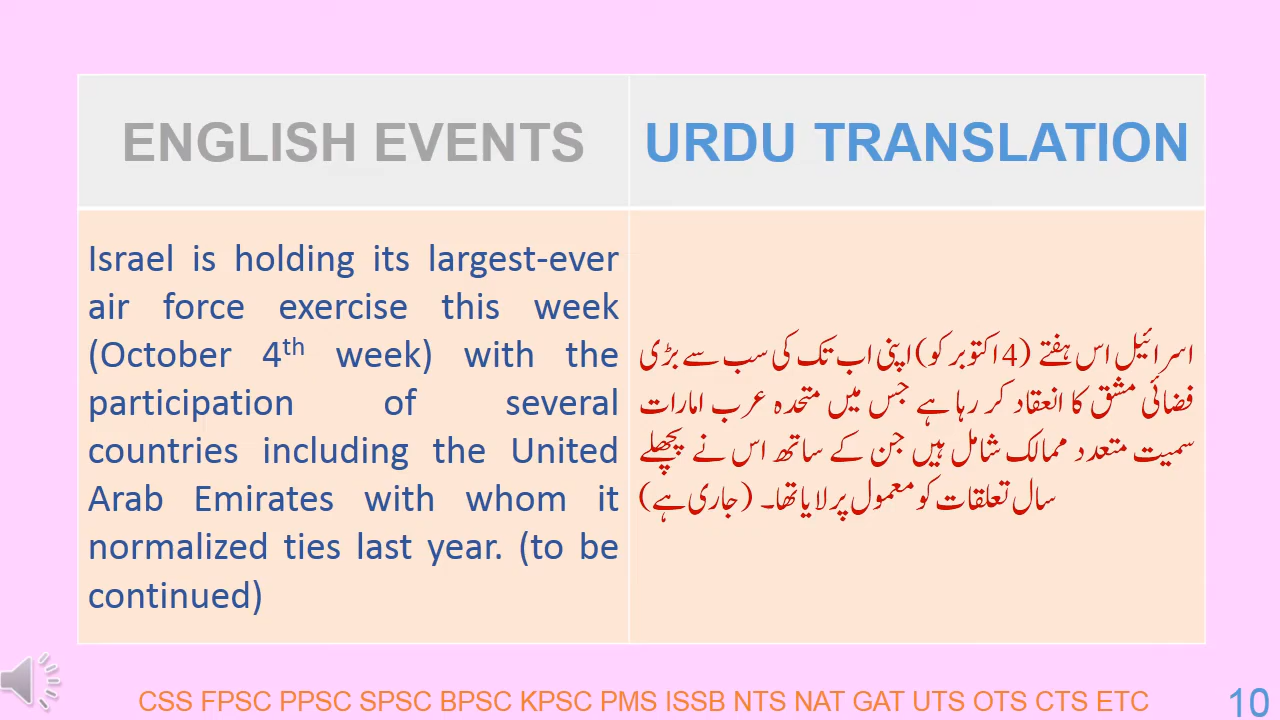 ENGLISH EVENTS
URDU TRANSLATION
Israel is holding its largest-ever
air force exercise this week
(October 4th week) with the
participation of several
countries including the United
Arab Emirates with whom it
normalized ties last year. (to be
continued)
اسرائیل اس ہفتے (4 اکتوبر کو) اپنی اب تک کی سب سے بڑی
فضائی مشق کا انعقاد کر رہا ہے جس میں متحدہ عرب امارات
سمیت متعدد ممالک شامل ہیں جن کے ساتھ اس نے پچھلے
سال تعلقات کو معمول پر لایا تھا۔ (جاری ہے)
CSS FPSC PPSC SPSC BPSC KPSC PMS ISSB NTS NAT GAT UTS OTS CTS ETC
10